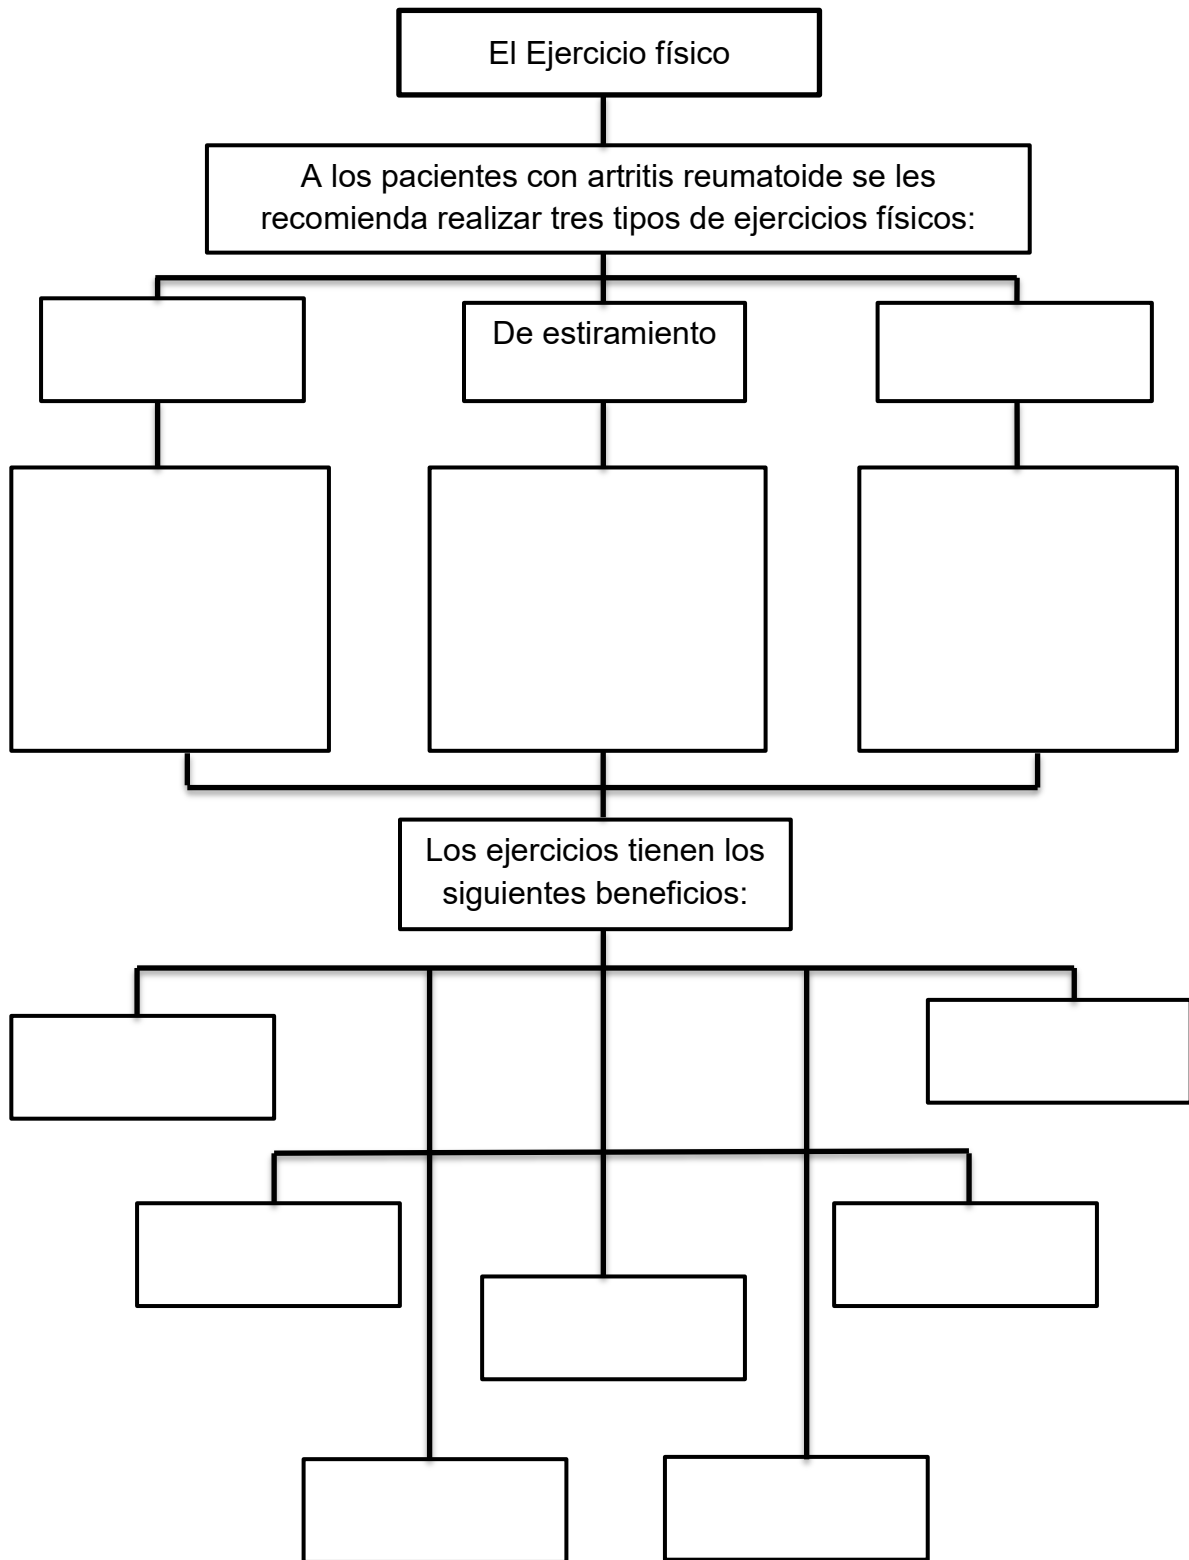 El Ejercicio físico
A los pacientes con artritis reumatoide se les
recomienda realizar tres tipos de ejercicios físicos:
De estiramiento
Los ejercicios tienen los
siguientes beneficios: